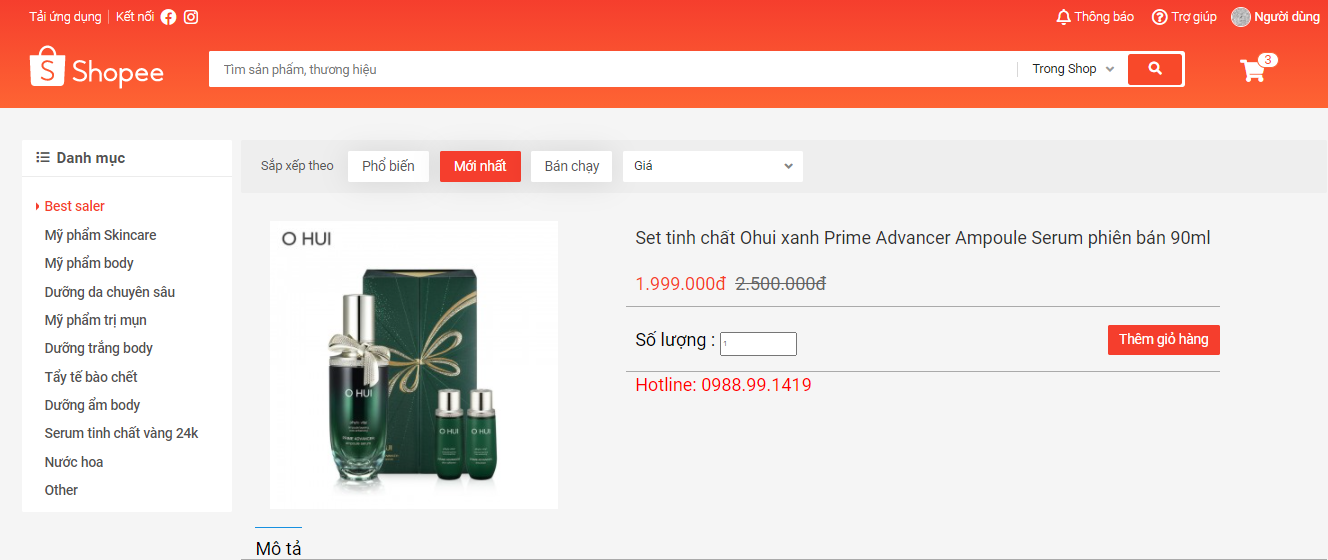 Tải ứng dụng Kết nối Thông báo Trợ giúp Người dùng
Shopee Tìm sản phẩm, thương hiệu Trong Shop 3
Danh mục
Best saler
Mỹ phẩm Skincare
Mỹ phẩm body
Dưỡng da chuyên sâu
Mỹ phẩm trị mụn
Dưỡng trắng body
Tẩy tế bào chết
Dưỡng ẩm body
Serum tinh chất vàng 24k
Nước hoa
Other
Sắp xếp theo Phổ biến Mới nhất Bán chạy Giá
O HUI
O HUI
O HUI O HUI
Set tinh chất Ohui xanh Prime Advancer Ampoule Serum phiên bản 90ml
1.999.000đ 2.500.000đ
Số lượng : 1 Thêm giỏ hàng
Hotline: 0988.99.1419
Mô tả